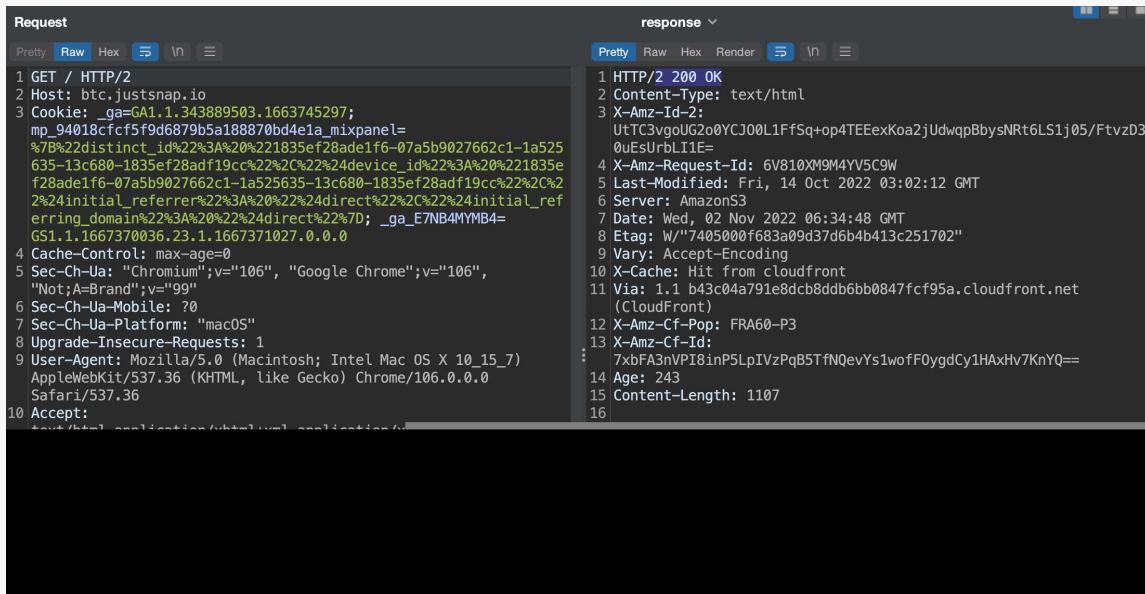 Request
Pretty Raw Hex \n
1 GET / HTTP/2
2 Host: btc.justsnap.io
3 Cookie: _ga=GA1.1.343889503.1663745297;
mp_94018cfcf5f9d6879b5a188870bd4e1a_mixpanel=
%7B%22distinct_id%22%3A%20%221835ef28ade1f6-07a5b9027662c1-1a525
635-13c680-1835ef28adf19cc%22%2C%22%24device_id%22%3A%20%221835e
f28ade1f6-07a5b9027662c1-1a525635-13c680-1835ef28adf19cc%22%2C%2
2%24initial_referrer%22%3A%20%22%24direct%22%2C%22%24initial_ref
erring_domain%22%3A%20%22%24direct%22%7D; _ga_E7NB4MYMB4=
GS1.1.1667370036.23.1.1667371027.0.0.0
4 Cache-Control: max-age=0
5 Sec-Ch-Ua: "Chromium";v="106", "Google Chrome";v="106",
"Not;A=Brand";v="99"
6 Sec-Ch-Ua-Mobile: ?0
7 Sec-Ch-Ua-Platform: "macOS"
8 Upgrade-Insecure-Requests: 1
9 User-Agent: Mozilla/5.0 (Macintosh; Intel Mac OS X 10_15_7)
AppleWebKit/537.36 (KHTML, like Gecko) Chrome/106.0.0.0
Safari/537.36
10 Accept:
response
Pretty Raw Hex Render \n
1 HTTP/2 200 OK
2 Content-Type: text/html
3 X-Amz-Id-2:
UtTC3vgoUG2o0YCJO0L1FfSq+op4TEEexKoa2jUdwqpBbysNRt6LS1j05/FtvzD3
0uEsUrbLI1E=
4 X-Amz-Request-Id: 6V810XM9M4YV5C9W
5 Last-Modified: Fri, 14 Oct 2022 03:02:12 GMT
6 Server: AmazonS3
7 Date: Wed, 02 Nov 2022 06:34:48 GMT
8 Etag: W/"7405000f683a09d37d6b4b413c251702"
9 Vary: Accept-Encoding
10 X-Cache: Hit from cloudfront
11 Via: 1.1 b43c04a791e8dcb8ddb6bb0847fcf95a.cloudfront.net
(CloudFront)
12 X-Amz-Cf-Pop: FRA60-P3
13 X-Amz-Cf-Id:
7xbFA3nVPI8inP5LpIVzPqB5TfNQevYs1wofFOygdCy1HAxHv7KnYQ==
14 Age: 243
15 Content-Length: 1107
16